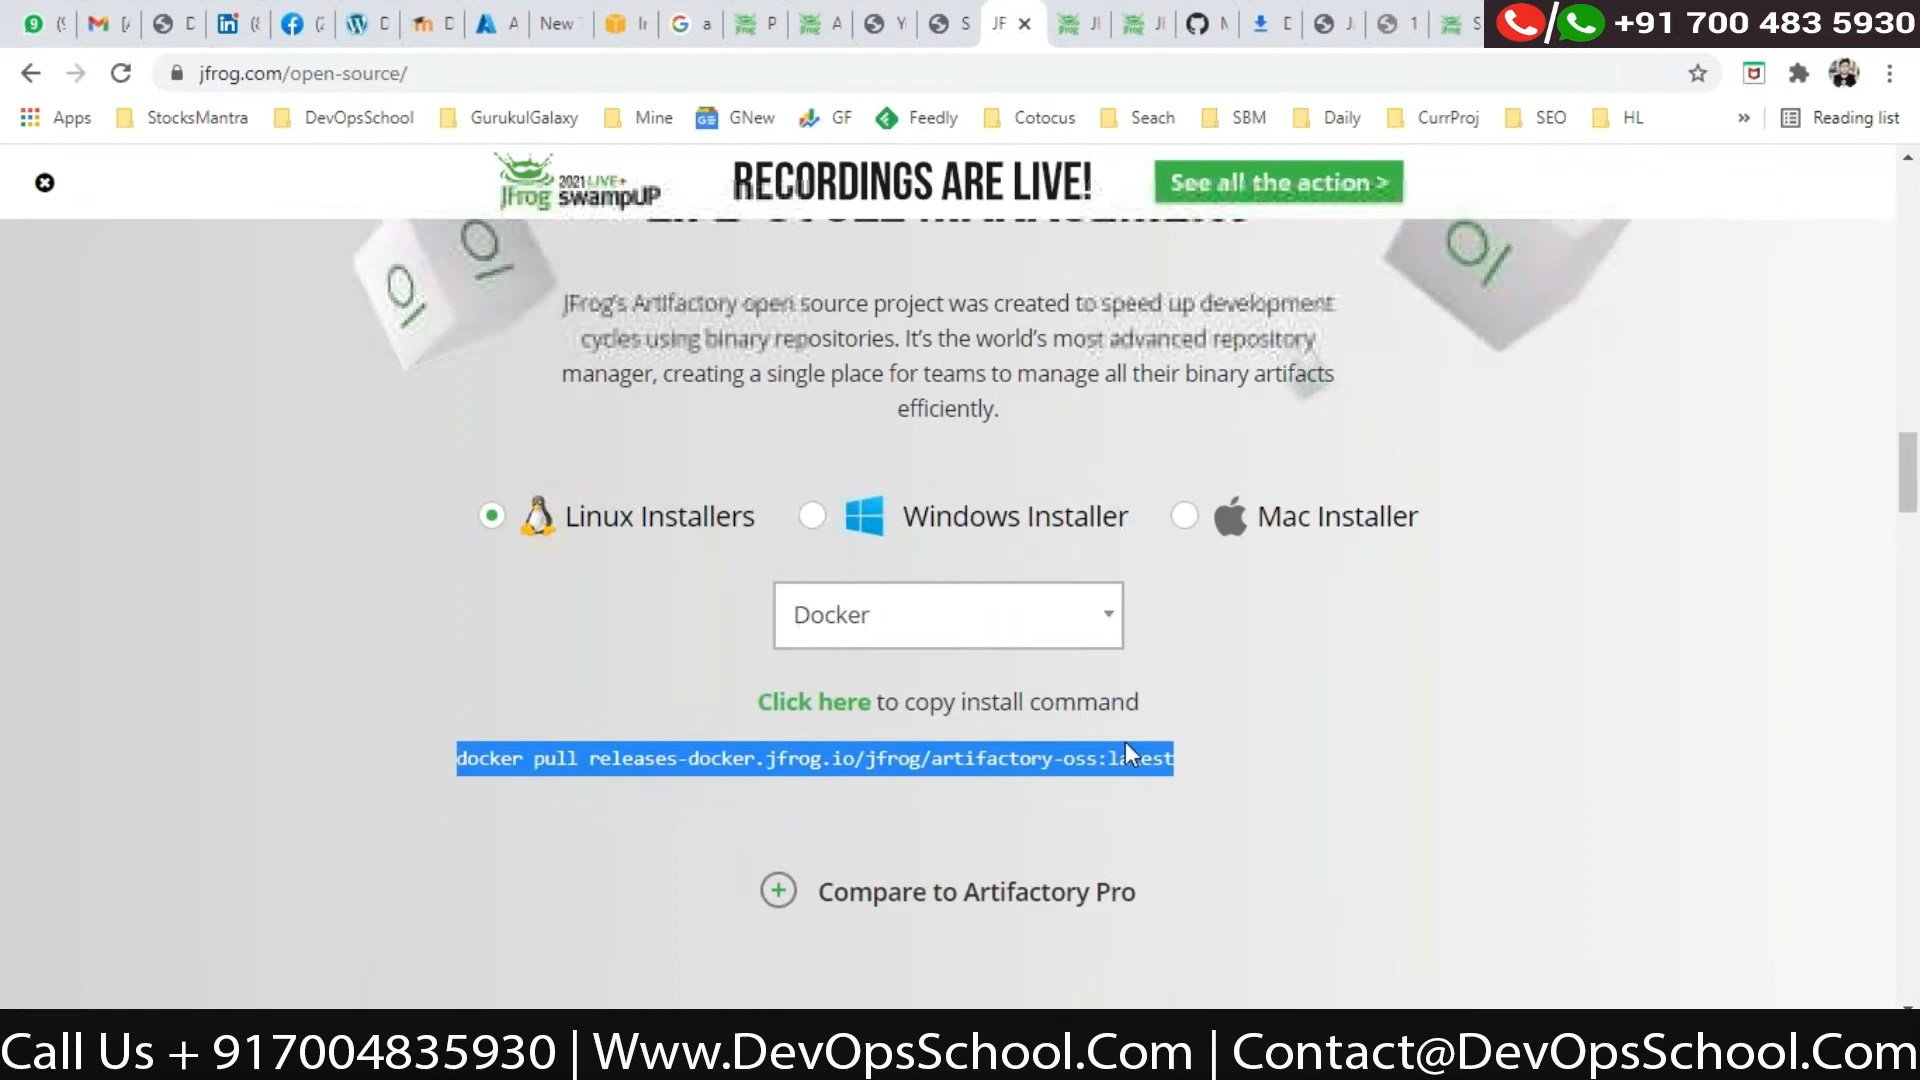 +91 700 483 5930
New
JF
jfrog.com/open-source/
Apps
StocksMantra
DevOpsSchool
GurukulGalaxy
Mine
GNew
GF
Feedly
Cotocus
Seach
SBM
Daily
CurrProj
SEO
HL
Reading list
JFrog
2021 LIVE+
swampUP
RECORDINGS ARE LIVE!
See all the action >
JFrog's Artifactory open source project was created to speed up development
cycles using binary repositories. It's the world's most advanced repository
manager, creating a single place for teams to manage all their binary artifacts
efficiently.
Linux Installers
Windows Installer
Mac Installer
Docker
Click here to copy install command
docker pull releases-docker.jfrog.io/jfrog/artifactory-oss:latest
Compare to Artifactory Pro
Call Us + 917004835930 | Www.DevOpsSchool.Com | Contact@DevOpsSchool.Com